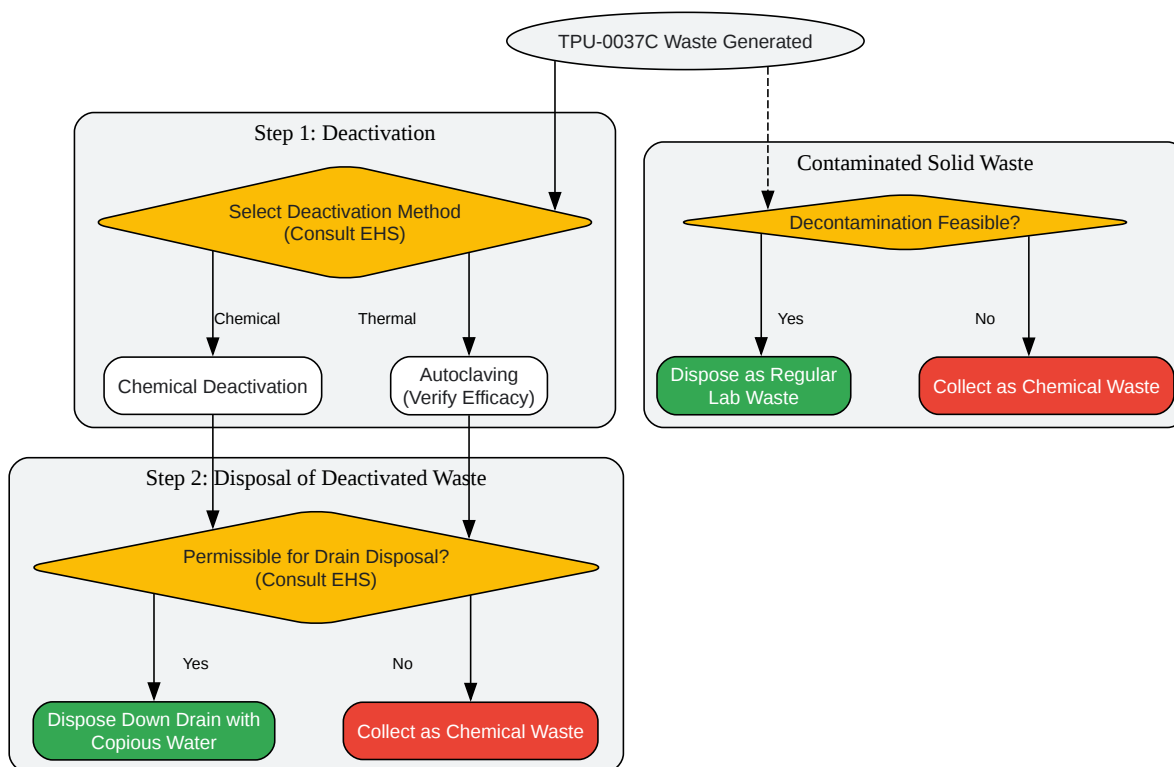 TPU-0037C Waste Generated
Step 1: Deactivation
Select Deactivation Method
(Consult EHS)
Chemical
Thermal
Chemical Deactivation
Autoclaving
(Verify Efficacy)
Contaminated Solid Waste
Decontamination Feasible?
Yes
No
Dispose as Regular
Lab Waste
Collect as Chemical Waste
Step 2: Disposal of Deactivated Waste
Permissible for Drain Disposal?
(Consult EHS)
Yes
No
Dispose Down Drain with
Copious Water
Collect as Chemical Waste